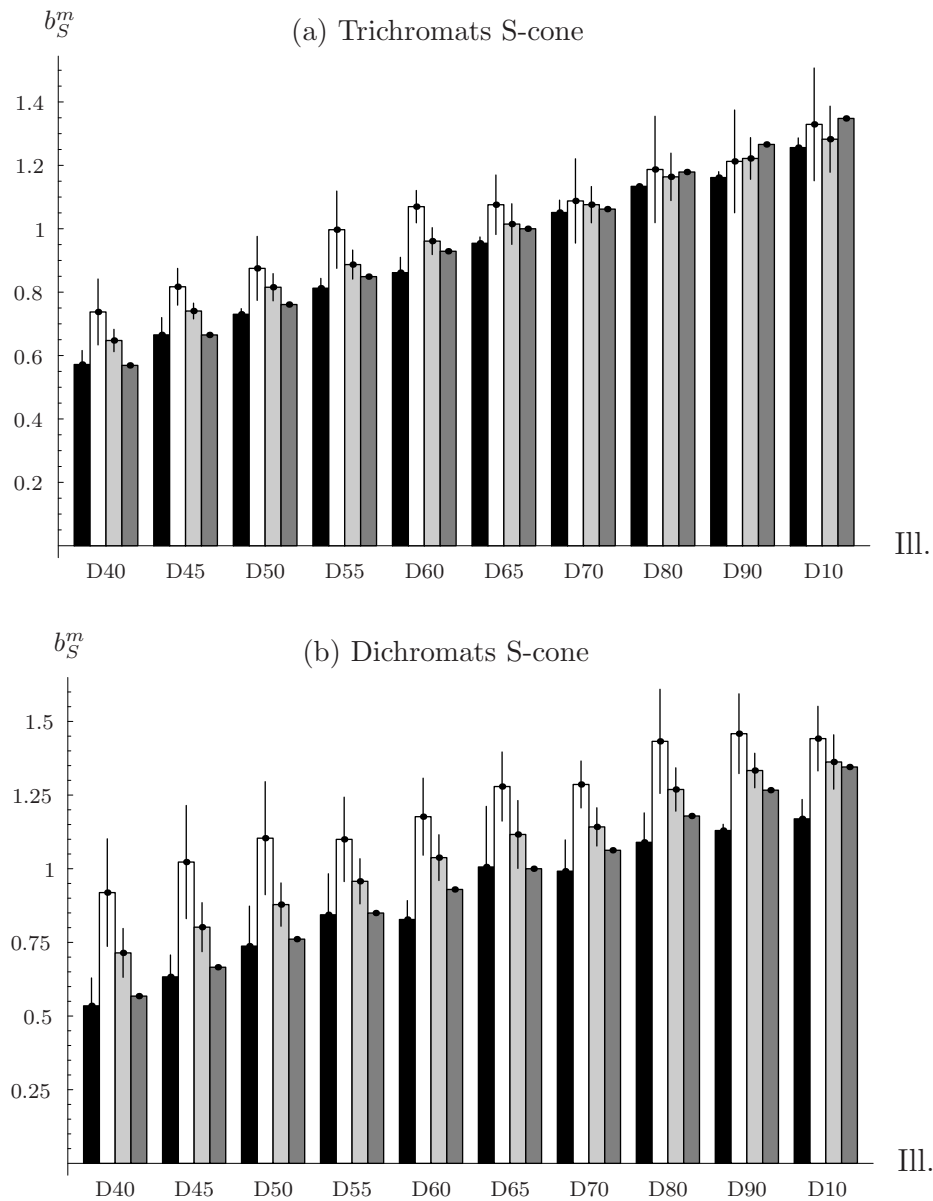 b_S^m
(a) Trichromats S-cone
1.4
1.2
1
0.8
0.6
0.4
0.2
Ill.
D40 D45 D50 D55 D60 D65 D70 D80 D90 D10
b_S^m
(b) Dichromats S-cone
1.5
1.25
1
0.75
0.5
0.25
Ill.
D40 D45 D50 D55 D60 D65 D70 D80 D90 D10